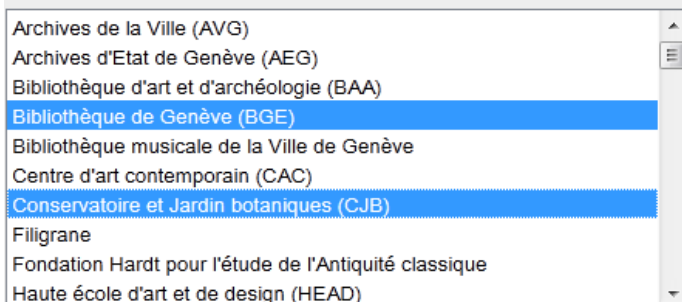 Archives de la Ville (AVG)
Archives d'Etat de Genève (AEG)
Bibliothèque d'art et d'archéologie (BAA)
Bibliothèque de Genève (BGE)
Bibliothèque musicale de la Ville de Genève
Centre d'art contemporain (CAC)
Conservatoire et Jardin botaniques (CJB)
Filigrane
Fondation Hardt pour l'étude de l'Antiquité classique
Haute école d'art et de design (HEAD)